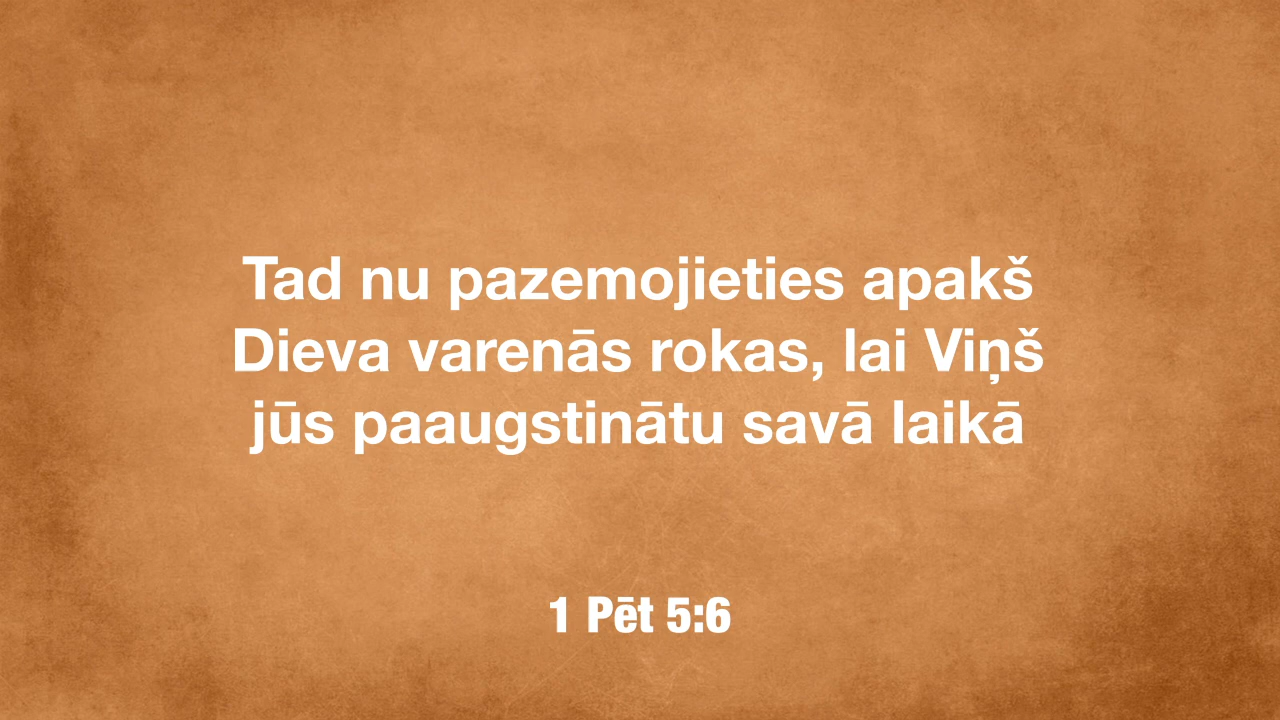 Tad nu pazemojieties apakš
Dieva varenās rokas, lai Viņš
jūs paaugstinātu savā laikā
1 Pēt 5:6